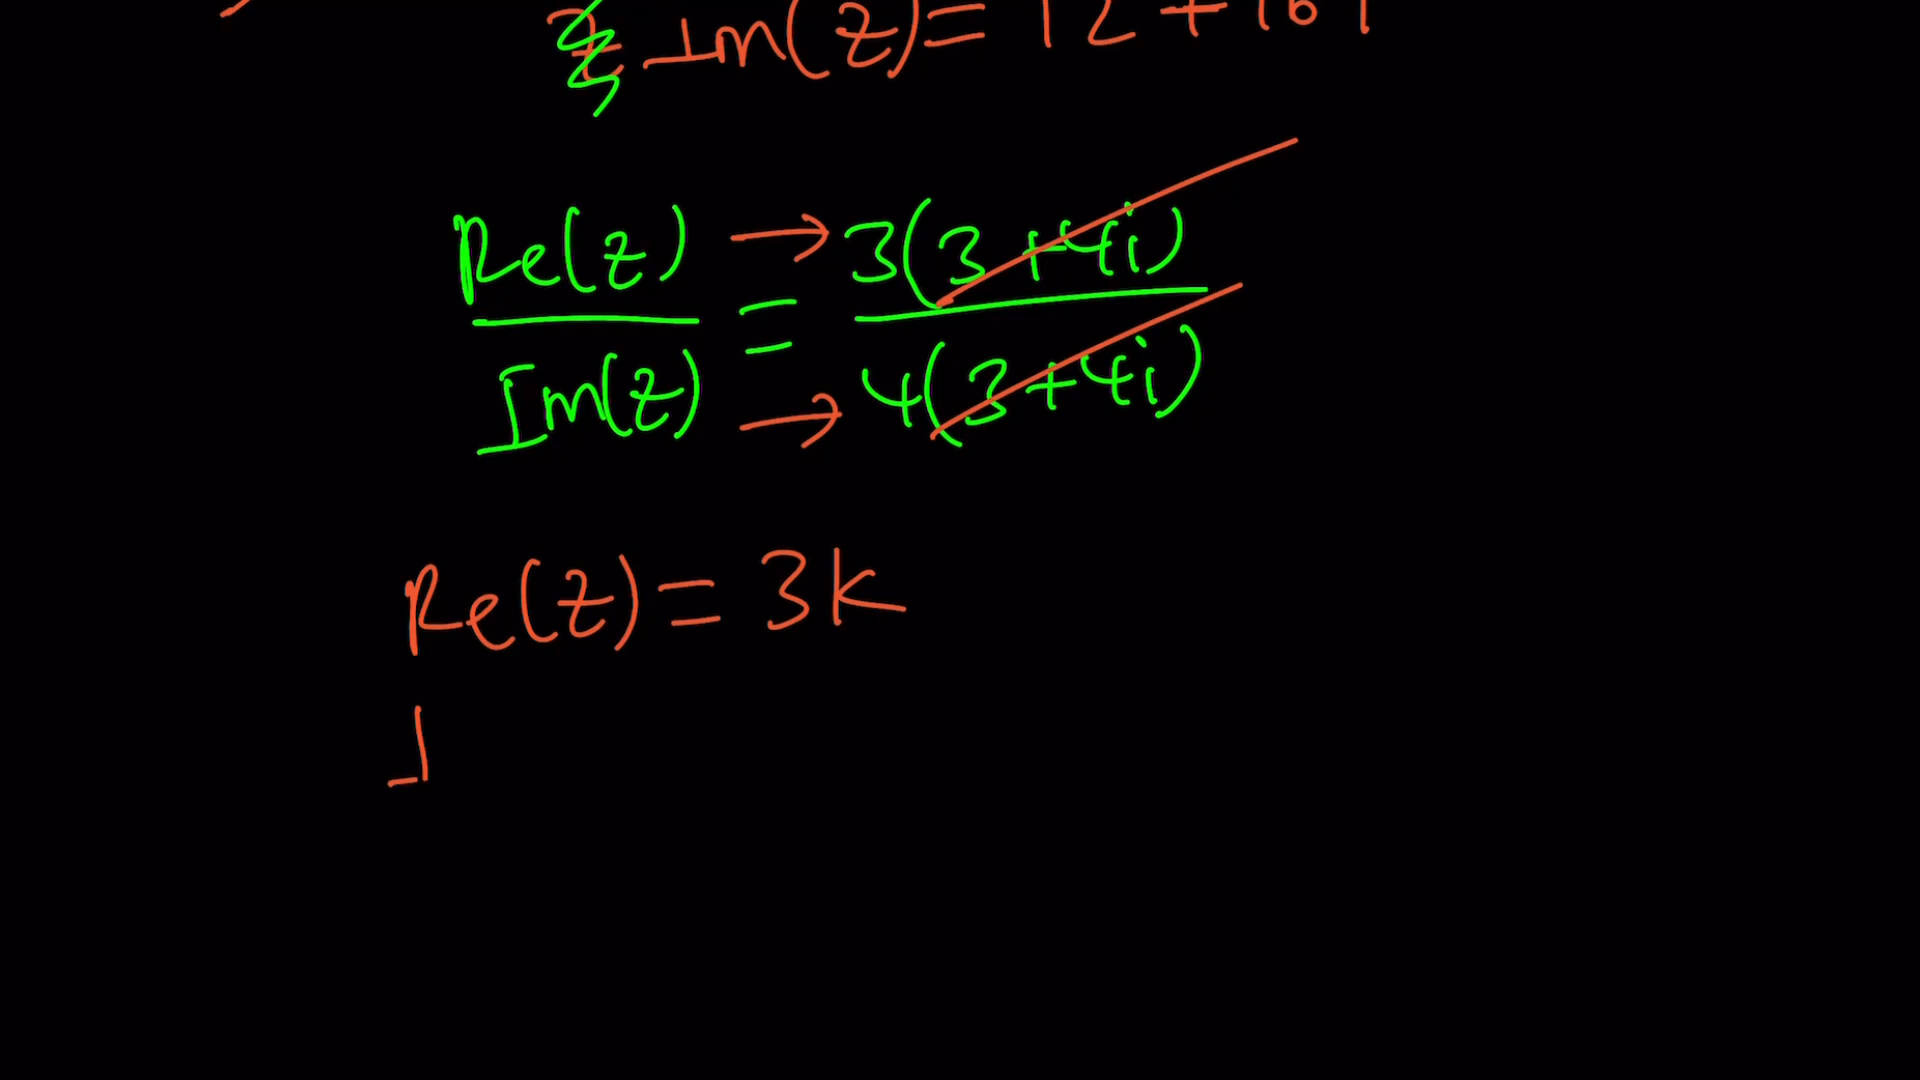 z Im(z) = 12 + 16i
Re(z) → 3(3+4i)
=
Im(z) → 4(3+4i)
Re(z) = 3k
I